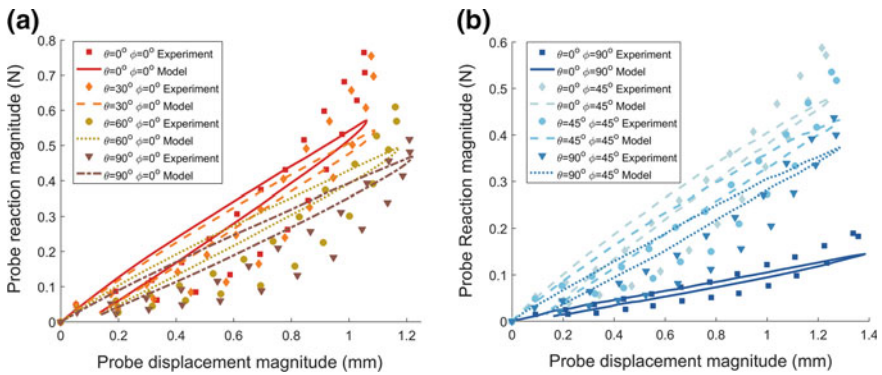 (a)
Probe reaction magnitude (N)
0.8
0.7
0.6
0.5
0.4
0.3
0.2
0.1
0
θ=0° ϕ=0° Experiment
θ=0° ϕ=0° Model
θ=30° ϕ=0° Experiment
θ=30° ϕ=0° Model
θ=60° ϕ=0° Experiment
θ=60° ϕ=0° Model
θ=90° ϕ=0° Experiment
θ=90° ϕ=0° Model
0 0.2 0.4 0.6 0.8 1 1.2
Probe displacement magnitude (mm)
(b)
Probe Reaction magnitude (N)
0.6
0.5
0.4
0.3
0.2
0.1
0
θ=0° ϕ=90° Experiment
θ=0° ϕ=90° Model
θ=0° ϕ=45° Experiment
θ=0° ϕ=45° Model
θ=45° ϕ=45° Experiment
θ=45° ϕ=45° Model
θ=90° ϕ=45° Experiment
θ=90° ϕ=45° Model
0 0.2 0.4 0.6 0.8 1 1.2 1.4
Probe displacement magnitude (mm)